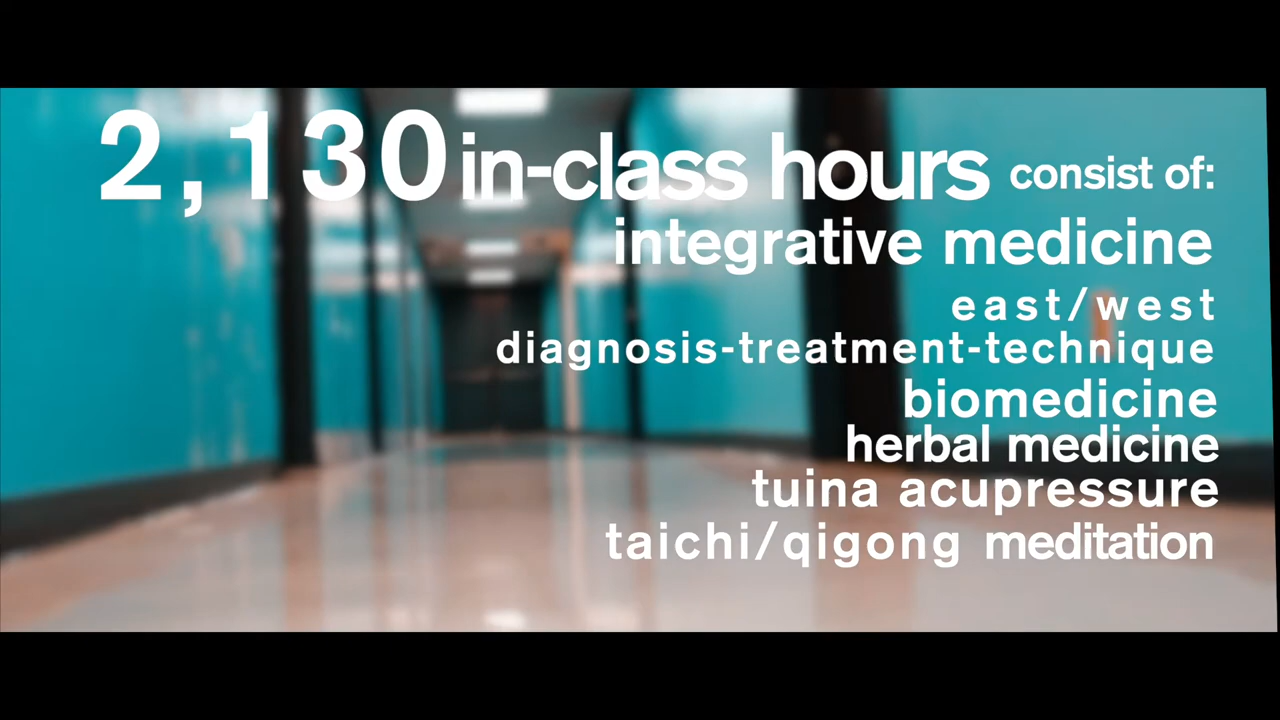 2,130 in-class hours consist of:
integrative medicine
east/west
diagnosis-treatment-technique
biomedicine
herbal medicine
tuina acupressure
taichi/qigong meditation